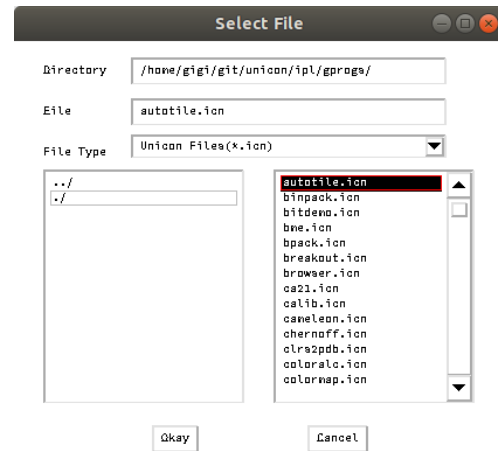 Select File
Directory /home/gigi/git/unicon/ipl/gprogs/
File autotile.icn
File Type Unicon Files(*.icn)
../
./
autotile.icn
binpack.icn
bitdemo.icn
bme.icn
bpack.icn
breakout.icn
browser.icn
ca21.icn
calib.icn
cameleon.icn
chernoff.icn
clrs2pdb.icn
coloralc.icn
colormap.icn
Okay Cancel